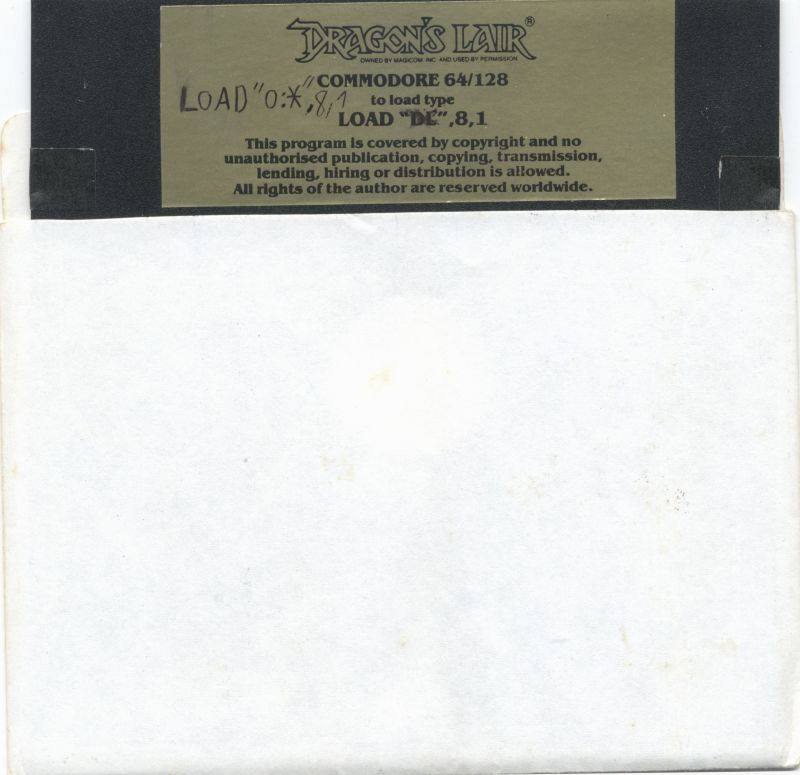 DRAGON'S LAIR®
OWNED BY MAGICOM INC AND USED BY PERMISSION
COMMODORE 64/128
LOAD"0:*",8,1
to load type
LOAD "DL",8,1
This program is covered by copyright and no
unauthorised publication, copying, transmission,
lending, hiring or distribution is allowed.
All rights of the author are reserved worldwide.